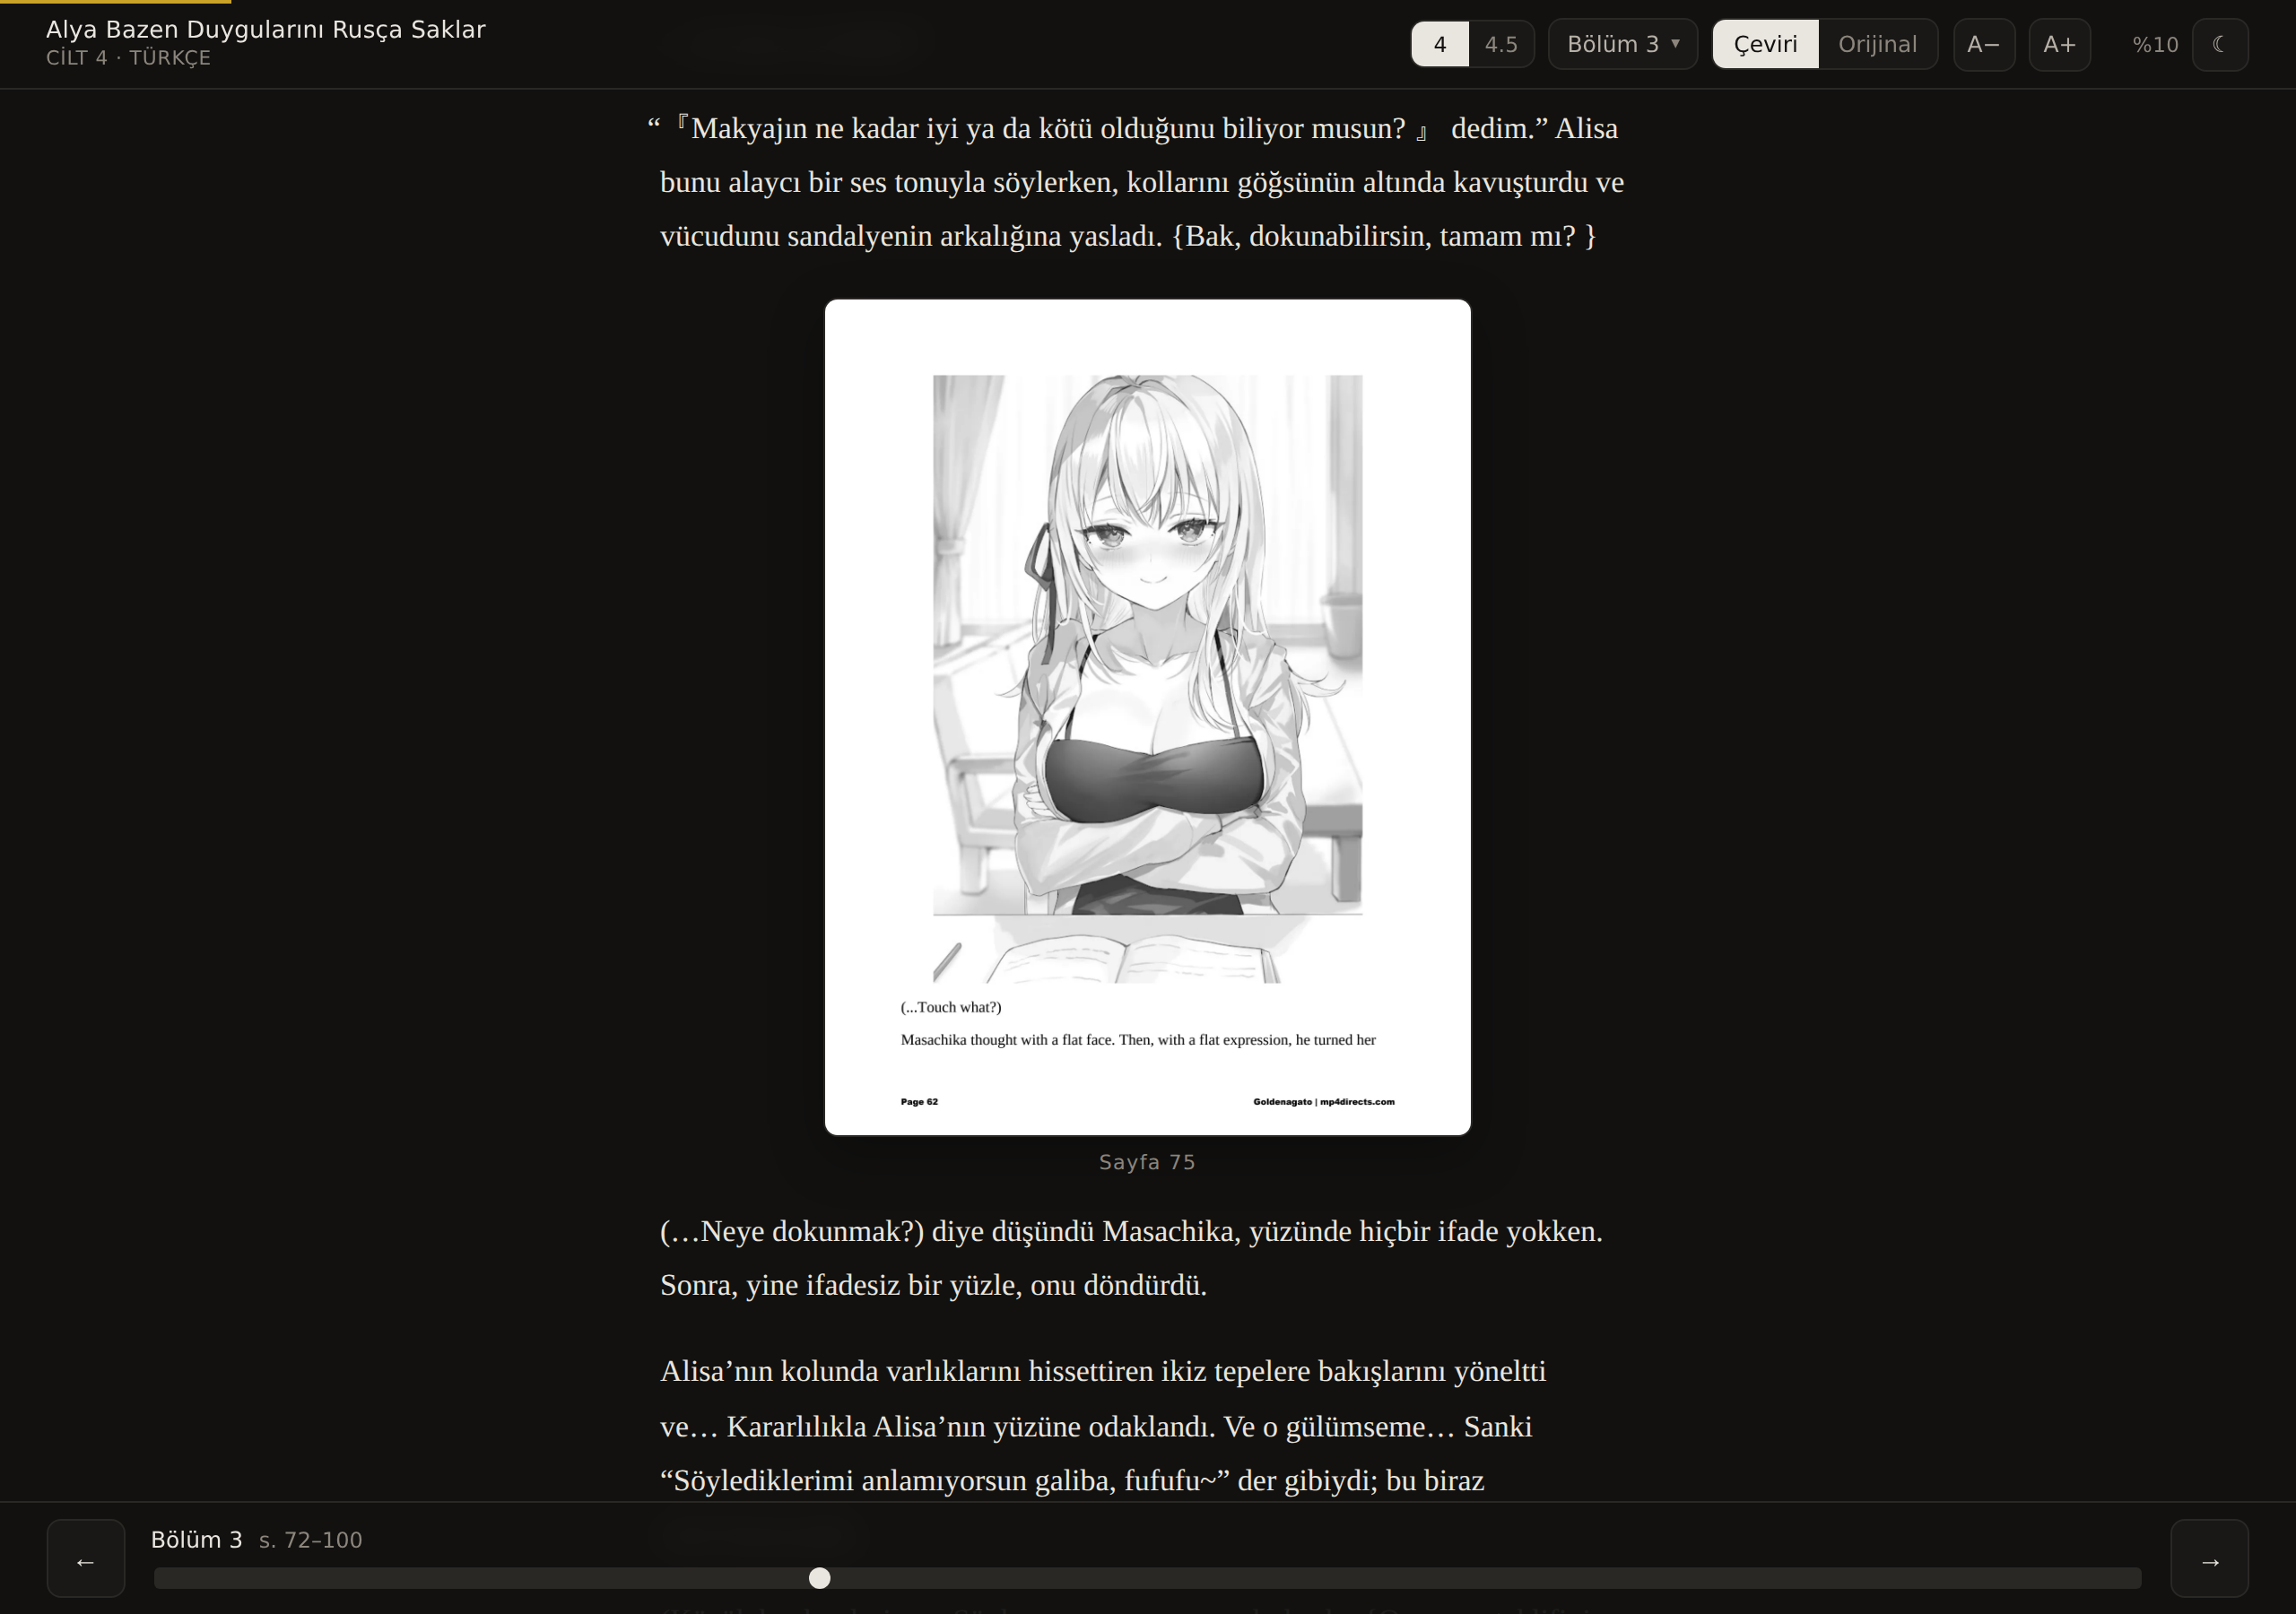 Alya Bazen Duygularını Rusça Saklar
CİLT 4 · TÜRKÇE
4 4.5 Bölüm 3 ▾ Çeviri Orijinal A− A+ %10 ☾
“『Makyajın ne kadar iyi ya da kötü olduğunu biliyor musun? 』 dedim.” Alisa
bunu alaycı bir ses tonuyla söylerken, kollarını göğsünün altında kavuşturdu ve
vücudunu sandalyenin arkalığına yasladı. {Bak, dokunabilirsin, tamam mı? }
(...Touch what?)
Masachika thought with a flat face. Then, with a flat expression, he turned her
Page 62 Goldenagato | mp4directs.com
Sayfa 75
(…Neye dokunmak?) diye düşündü Masachika, yüzünde hiçbir ifade yokken.
Sonra, yine ifadesiz bir yüzle, onu döndürdü.
Alisa’nın kolunda varlıklarını hissettiren ikiz tepelere bakışlarını yöneltti
ve… Kararlılıkla Alisa’nın yüzüne odaklandı. Ve o gülümseme… Sanki
“Söylediklerimi anlamıyorsun galiba, fufufu~” der gibiydi; bu biraz
← Bölüm 3 s. 72–100 →